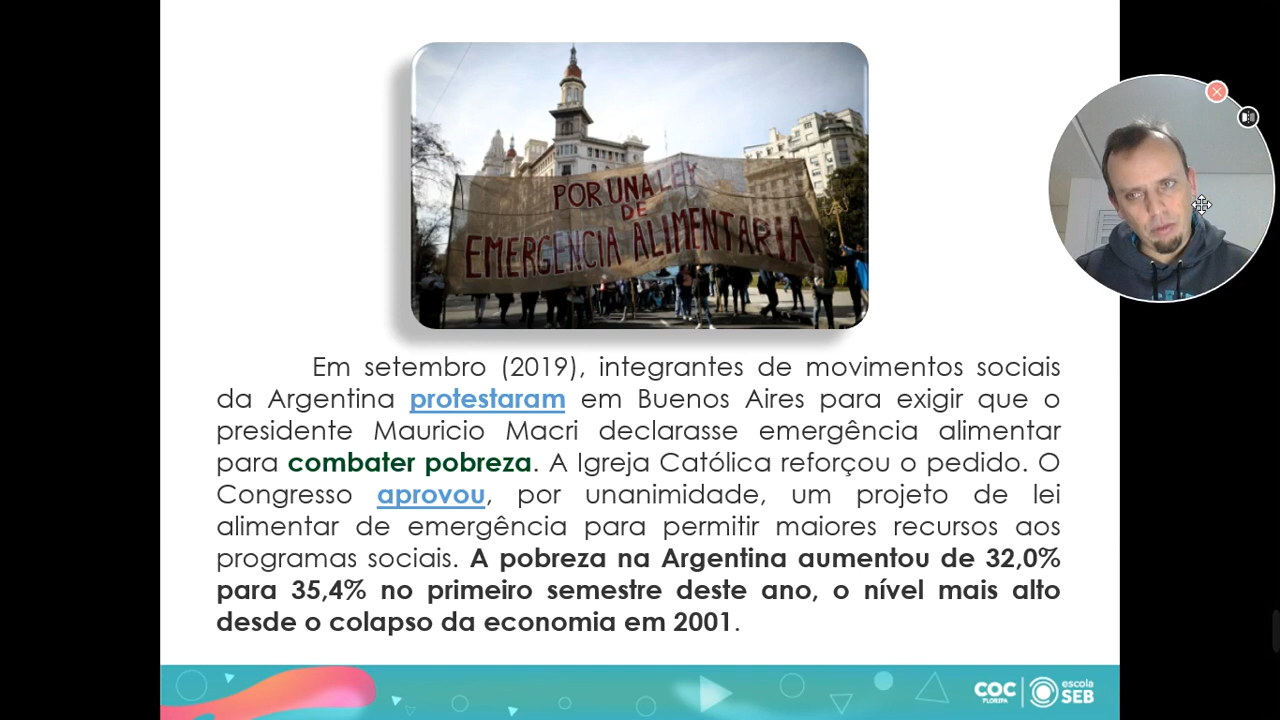 POR UNA LEY
DE
EMERGENCIA ALIMENTARIA
Em setembro (2019), integrantes de movimentos sociais
da Argentina protestaram em Buenos Aires para exigir que o
presidente Mauricio Macri declarasse emergência alimentar
para combater pobreza. A Igreja Católica reforçou o pedido. O
Congresso aprovou, por unanimidade, um projeto de lei
alimentar de emergência para permitir maiores recursos aos
programas sociais. A pobreza na Argentina aumentou de 32,0%
para 35,4% no primeiro semestre deste ano, o nível mais alto
desde o colapso da economia em 2001.
COC
FLORIPA
escola
SEB